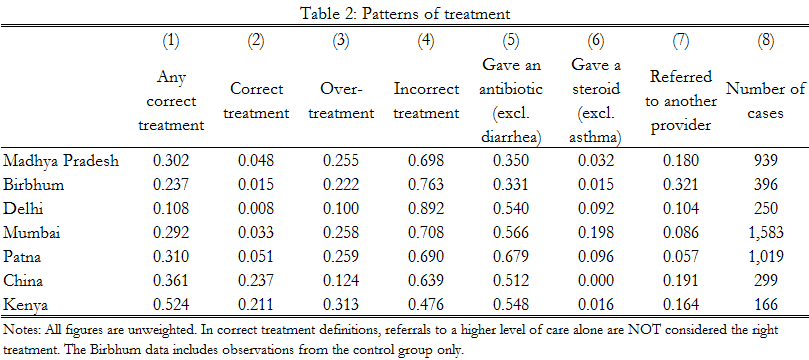 Table 2: Patterns of treatment
(1) (2) (3) (4) (5) (6) (7) (8)
Any correct treatment Correct treatment Over-treatment Incorrect treatment Gave an antibiotic (excl. diarrhea) Gave a steroid (excl. asthma) Referred to another provider Number of cases
Madhya Pradesh 0.302 0.048 0.255 0.698 0.350 0.032 0.180 939
Birbhum 0.237 0.015 0.222 0.763 0.331 0.015 0.321 396
Delhi 0.108 0.008 0.100 0.892 0.540 0.092 0.104 250
Mumbai 0.292 0.033 0.258 0.708 0.566 0.198 0.086 1,583
Patna 0.310 0.051 0.259 0.690 0.679 0.096 0.057 1,019
China 0.361 0.237 0.124 0.639 0.512 0.000 0.191 299
Kenya 0.524 0.211 0.313 0.476 0.548 0.016 0.164 166
Notes: All figures are unweighted. In correct treatment definitions, referrals to a higher level of care alone are NOT considered the right
treatment. The Birbhum data includes observations from the control group only.